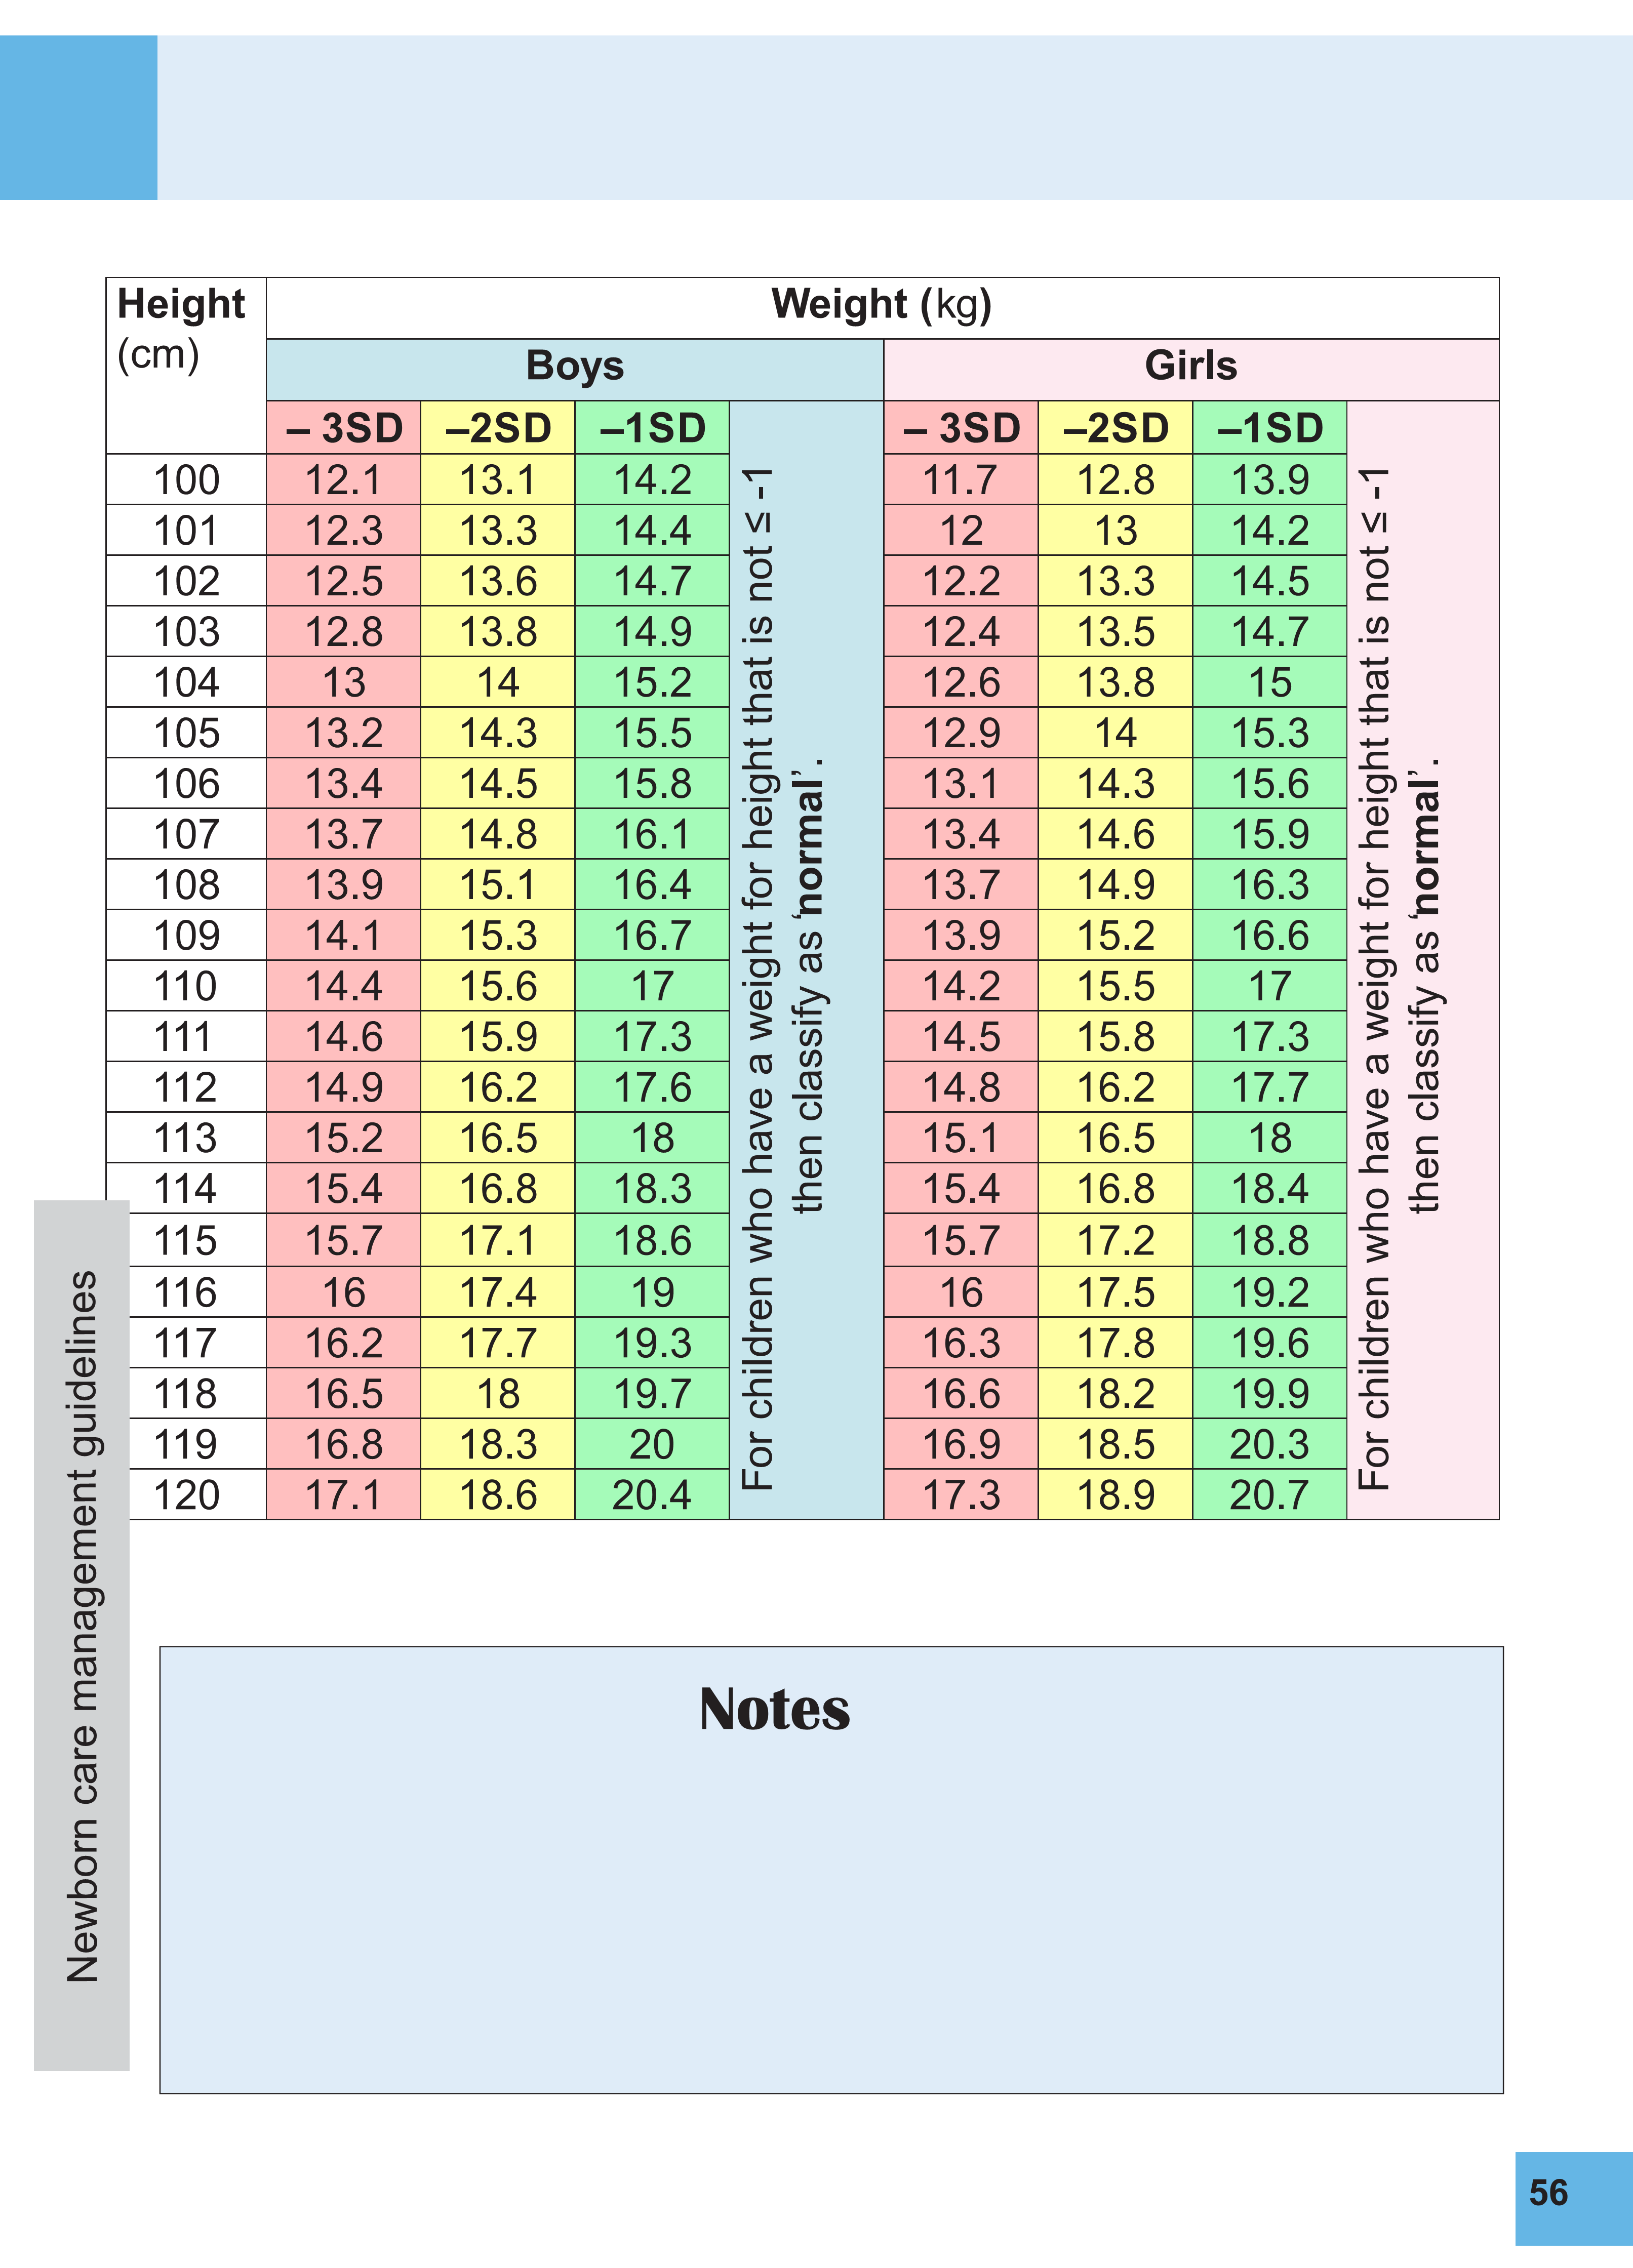 Height
(cm)
Weight (kg)
Boys Girls
– 3SD –2SD –1SD – 3SD –2SD –1SD
100 12.1 13.1 14.2 11.7 12.8 13.9
101 12.3 13.3 14.4 12 13 14.2
102 12.5 13.6 14.7 12.2 13.3 14.5
103 12.8 13.8 14.9 12.4 13.5 14.7
104 13 14 15.2 12.6 13.8 15
105 13.2 14.3 15.5 12.9 14 15.3
106 13.4 14.5 15.8 13.1 14.3 15.6
107 13.7 14.8 16.1 13.4 14.6 15.9
108 13.9 15.1 16.4 13.7 14.9 16.3
109 14.1 15.3 16.7 13.9 15.2 16.6
110 14.4 15.6 17 14.2 15.5 17
111 14.6 15.9 17.3 14.5 15.8 17.3
112 14.9 16.2 17.6 14.8 16.2 17.7
113 15.2 16.5 18 15.1 16.5 18
114 15.4 16.8 18.3 15.4 16.8 18.4
115 15.7 17.1 18.6 15.7 17.2 18.8
116 16 17.4 19 16 17.5 19.2
117 16.2 17.7 19.3 16.3 17.8 19.6
118 16.5 18 19.7 16.6 18.2 19.9
119 16.8 18.3 20 16.9 18.5 20.3
120 17.1 18.6 20.4 17.3 18.9 20.7
For children who have a weight for height that is not ≤ -1
then classify as ‘normal’.
For children who have a weight for height that is not ≤ -1
then classify as ‘normal’.
Newborn care management guidelines
Notes
56